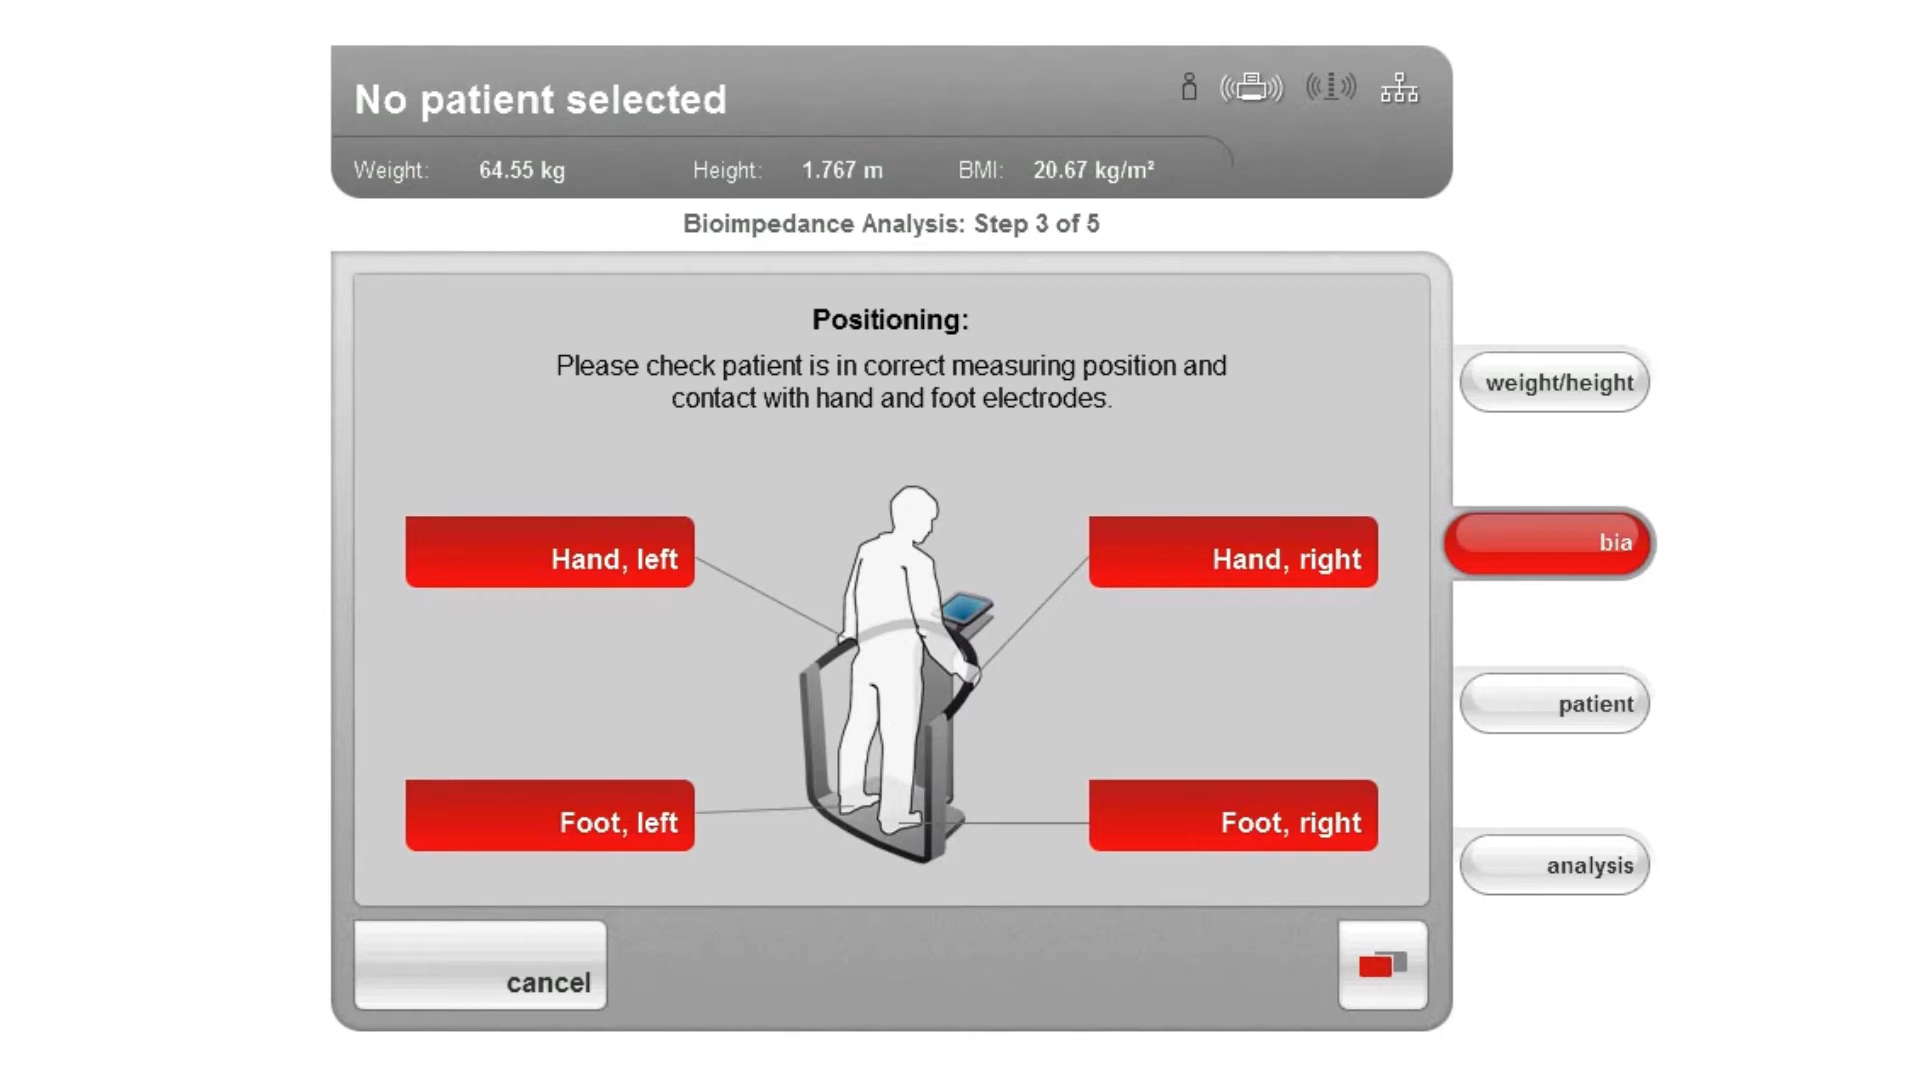 No patient selected
Weight: 64.55 kg Height: 1.767 m BMI: 20.67 kg/m²
Bioimpedance Analysis: Step 3 of 5
Positioning:
Please check patient is in correct measuring position and
contact with hand and foot electrodes.
weight/height
Hand, left
Hand, right
bia
patient
Foot, left
Foot, right
analysis
cancel